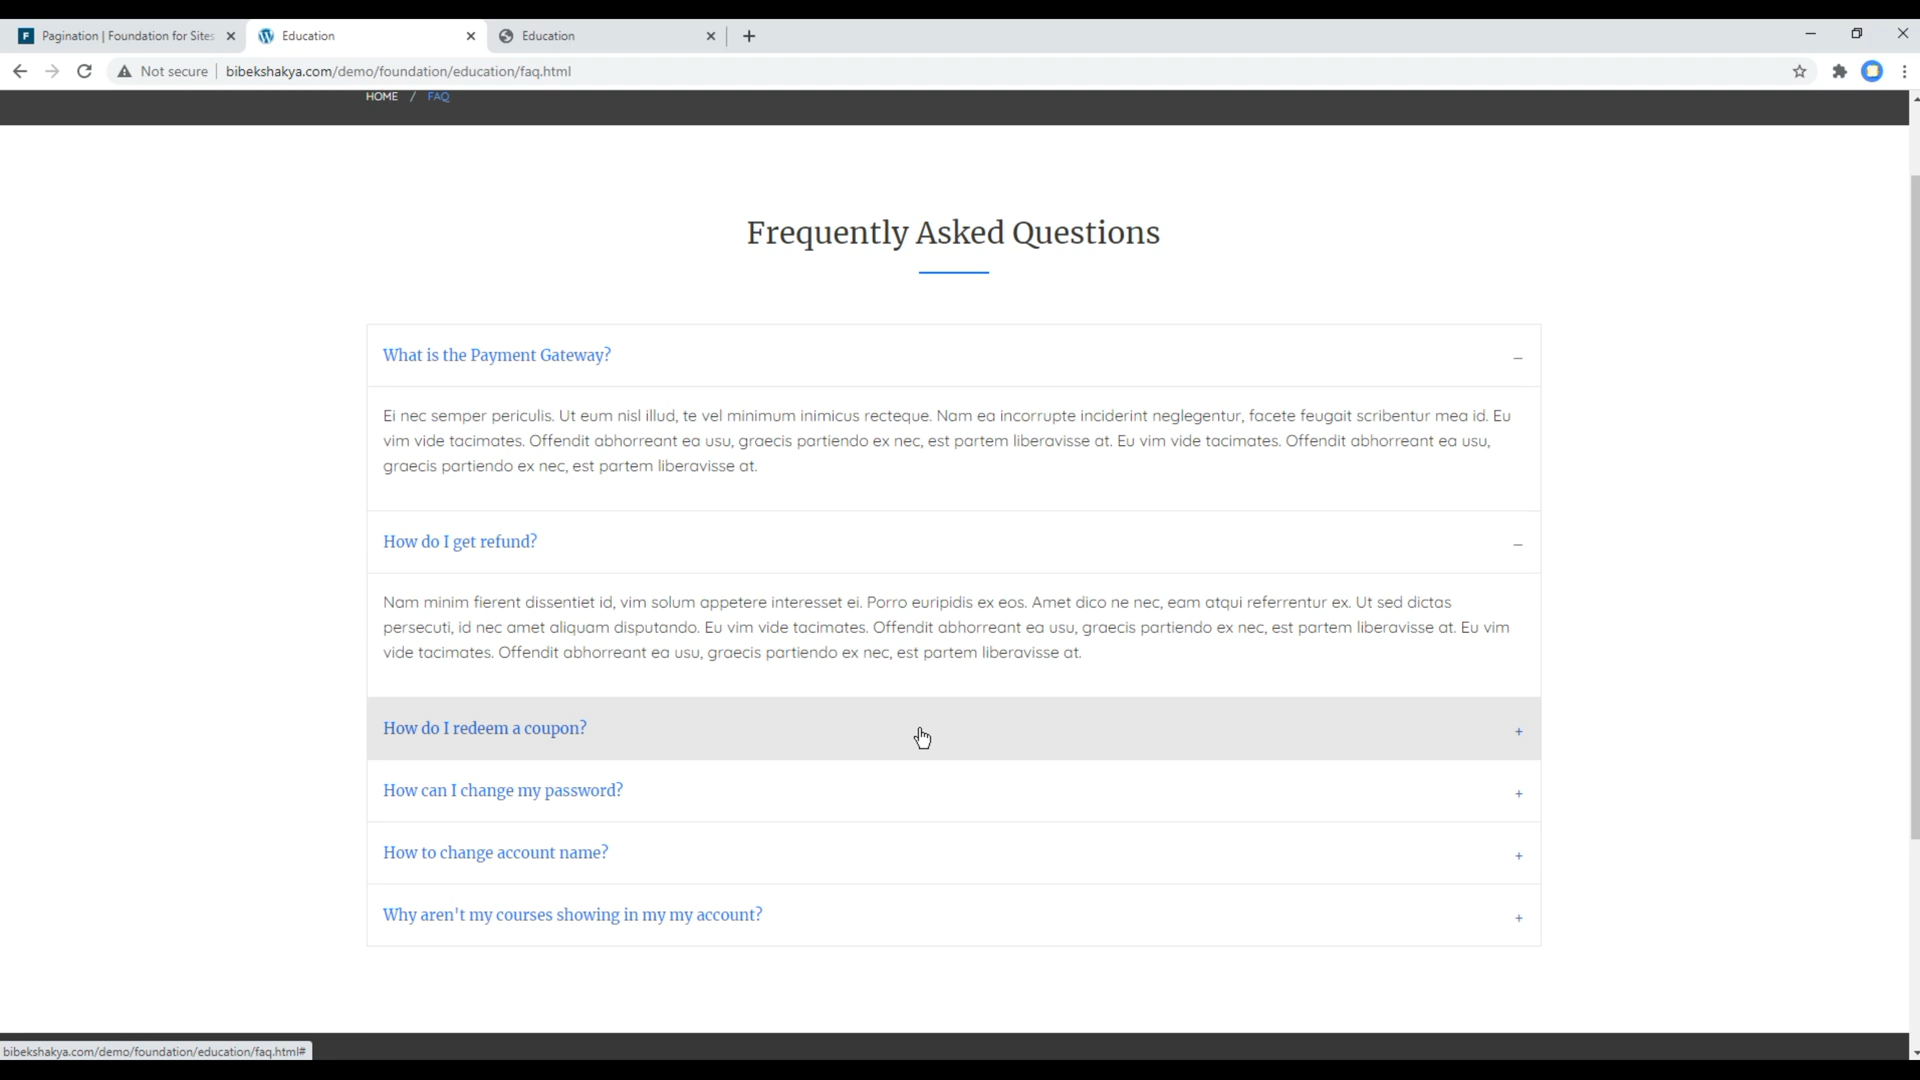 Pagination | Foundation for Sites
Education
Education
Not secure
bibekshakya.com/demo/foundation/education/faq.html
HOME / FAQ
Frequently Asked Questions
What is the Payment Gateway?
Ei nec semper periculis. Ut eum nisl illud, te vel minimum inimicus recteque. Nam ea incorrupte inciderint neglegentur, facete feugait scribentur mea id. Eu
vim vide tacimates. Offendit abhorreant ea usu, graecis partiendo ex nec, est partem liberavisse at. Eu vim vide tacimates. Offendit abhorreant ea usu,
graecis partiendo ex nec, est partem liberavisse at.
How do I get refund?
Nam minim fierent dissentiet id, vim solum appetere interesset ei. Porro euripidis ex eos. Amet dico ne nec, eam atqui referrentur ex. Ut sed dictas
persecuti, id nec amet aliquam disputando. Eu vim vide tacimates. Offendit abhorreant ea usu, graecis partiendo ex nec, est partem liberavisse at. Eu vim
vide tacimates. Offendit abhorreant ea usu, graecis partiendo ex nec, est partem liberavisse at.
How do I redeem a coupon?
How can I change my password?
How to change account name?
Why aren't my courses showing in my my account?
bibekshakya.com/demo/foundation/education/faq.html#